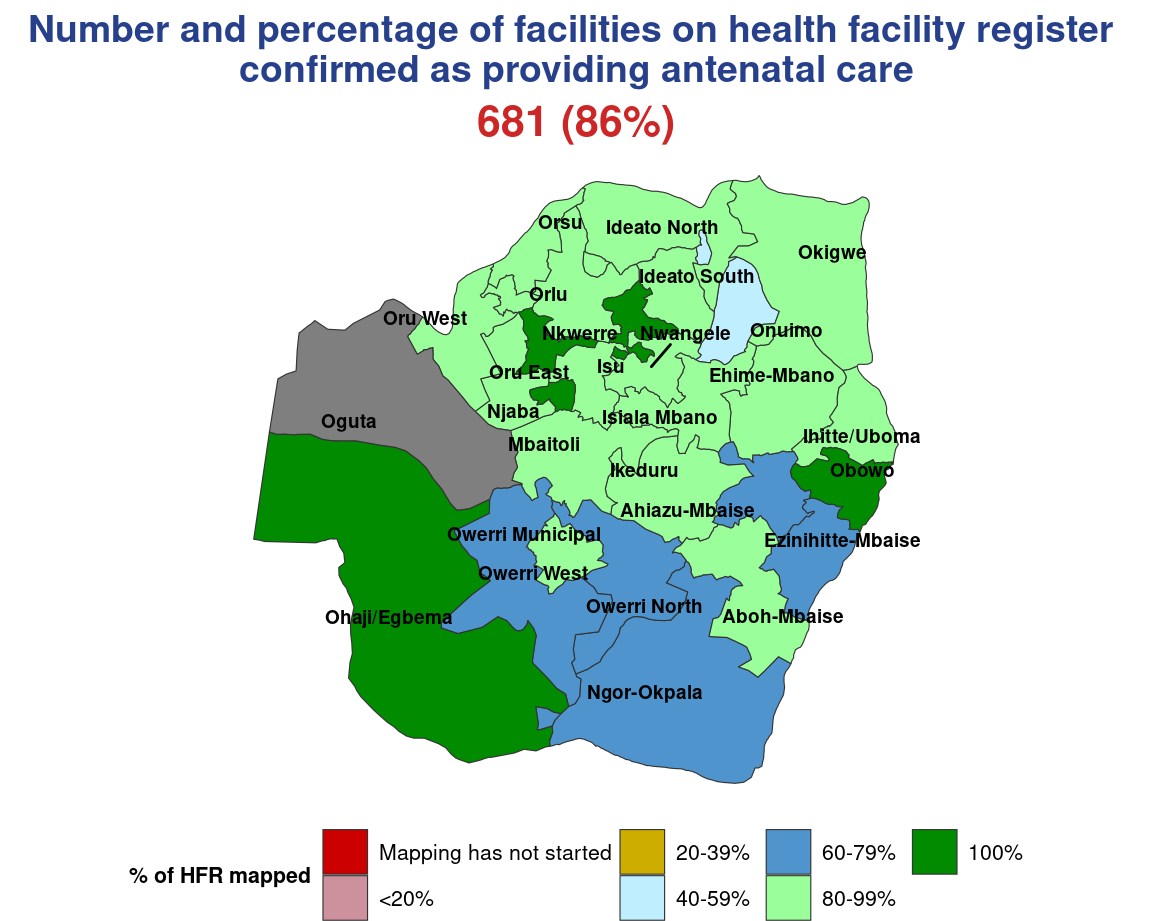 Number and percentage of facilities on health facility register
confirmed as providing antenatal care
681 (86%)
Orsu
Ideato North
Okigwe
Ideato South
Orlu
Oru West
Nkwerre
Nwangele
Onuimo
Isu
Oru East
Ehime-Mbano
Njaba
Isiala Mbano
Oguta
Ihitte/Uboma
Mbaitoli
Ikeduru
Obowo
Ahiazu-Mbaise
Owerri Municipal
Ezinihitte-Mbaise
Owerri West
Owerri North
Ohaji/Egbema
Aboh-Mbaise
Ngor-Okpala
% of HFR mapped
Mapping has not started
<20%
20-39%
40-59%
60-79%
80-99%
100%